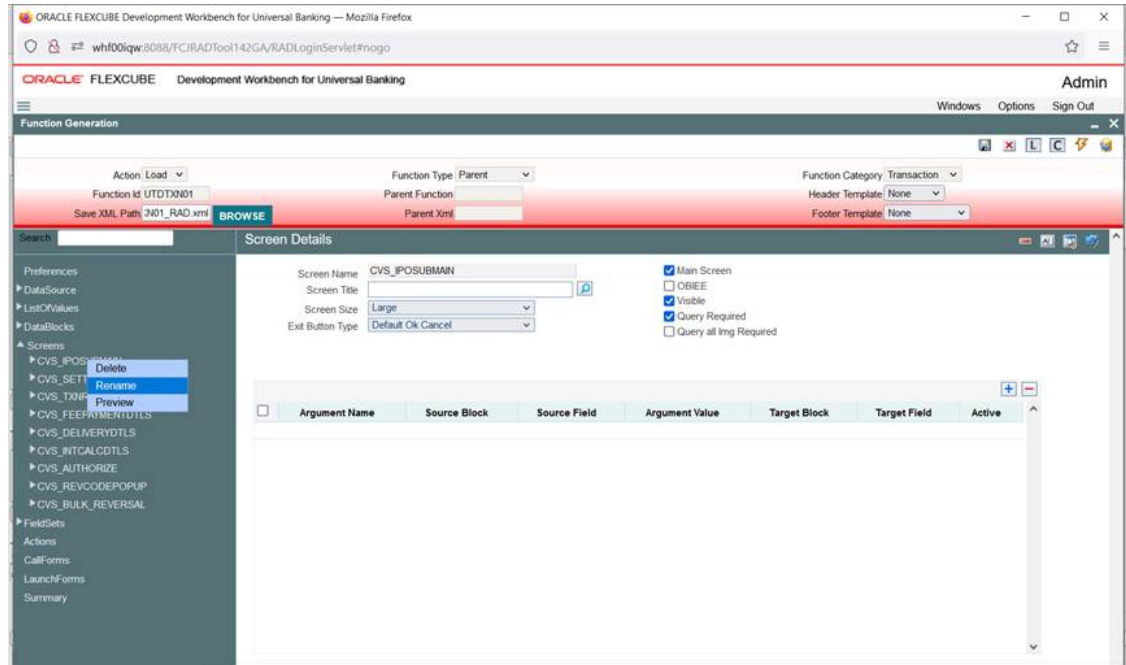 ORACLE FLEXCUBE Development Workbench for Universal Banking — Mozilla Firefox
whf00iqw:8088/FCJRADTool142GA/RADLoginServlet#nogo
ORACLE FLEXCUBE Development Workbench for Universal Banking Admin
Windows Options Sign Out
Function Generation
L C
Action Load Function Type Parent Function Category Transaction
Function Id UTDTXN01 Parent Function Header Template None
Save XML Path BROWSE Parent Xml Footer Template None
Search Screen Details
Preferences
DataSource
ListOfValues
DataBlocks
Screens
CVS_IPOSUBMAIN
Delete
Rename
Preview
CVS_FEEPAYMENTDTLS
CVS_DELIVERYDTLS
CVS_INTCALCDTLS
CVS_AUTHORIZE
CVS_REVCODEPOPUP
CVS_BULK_REVERSAL
FieldSets
Actions
CallForms
LaunchForms
Summary
Screen Name CVS_IPOSUBMAIN
Screen Title
Screen Size Large
Exit Button Type Default Ok Cancel
Main Screen
OBIEE
Visible
Query Required
Query all Img Required
Argument Name Source Block Source Field Argument Value Target Block Target Field Active